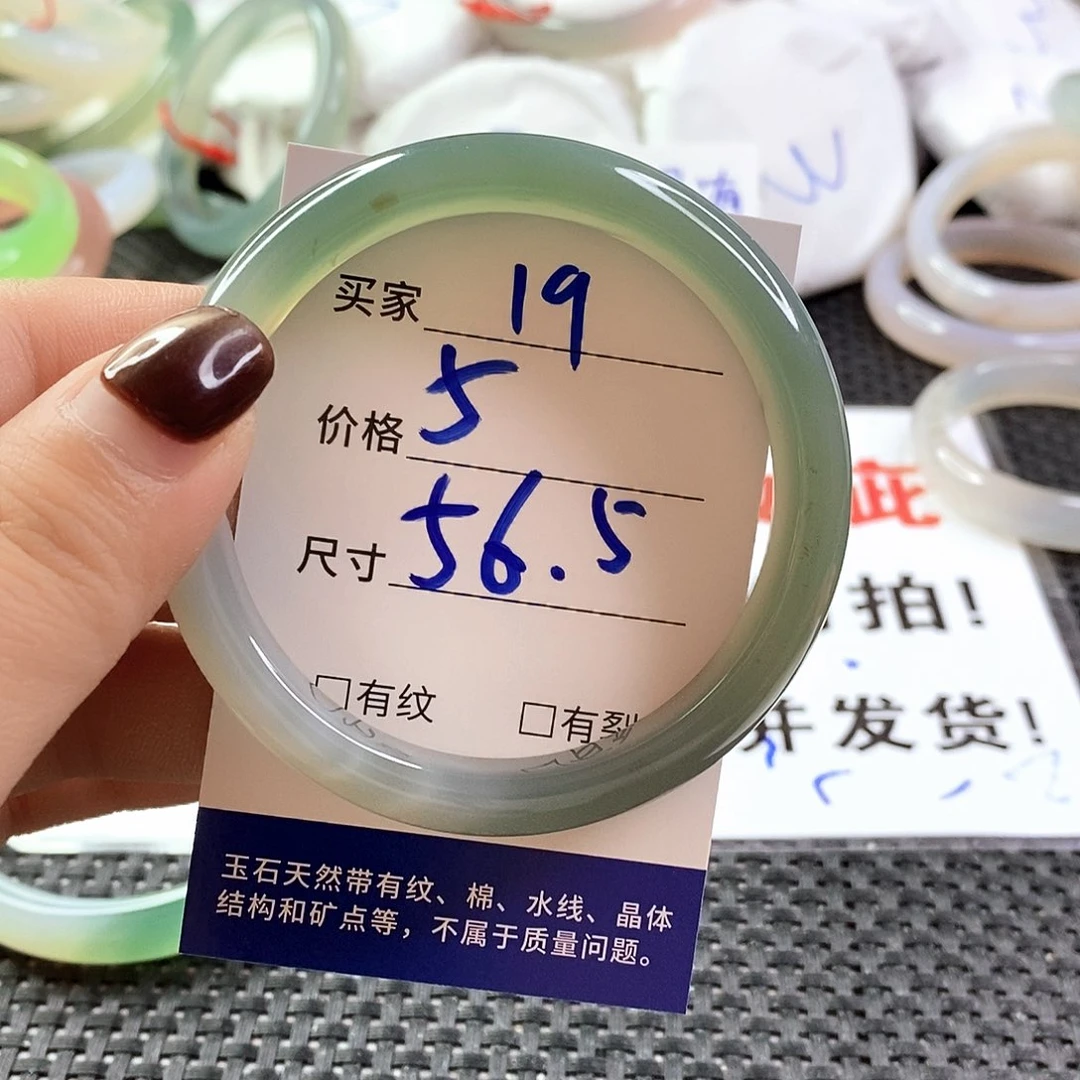 买家 19
价格 5
尺寸 56.5
□有纹 □有裂
玉石天然带有纹、棉、水线、晶体
结构和矿点等，不属于质量问题。
此
拍!
并发货!